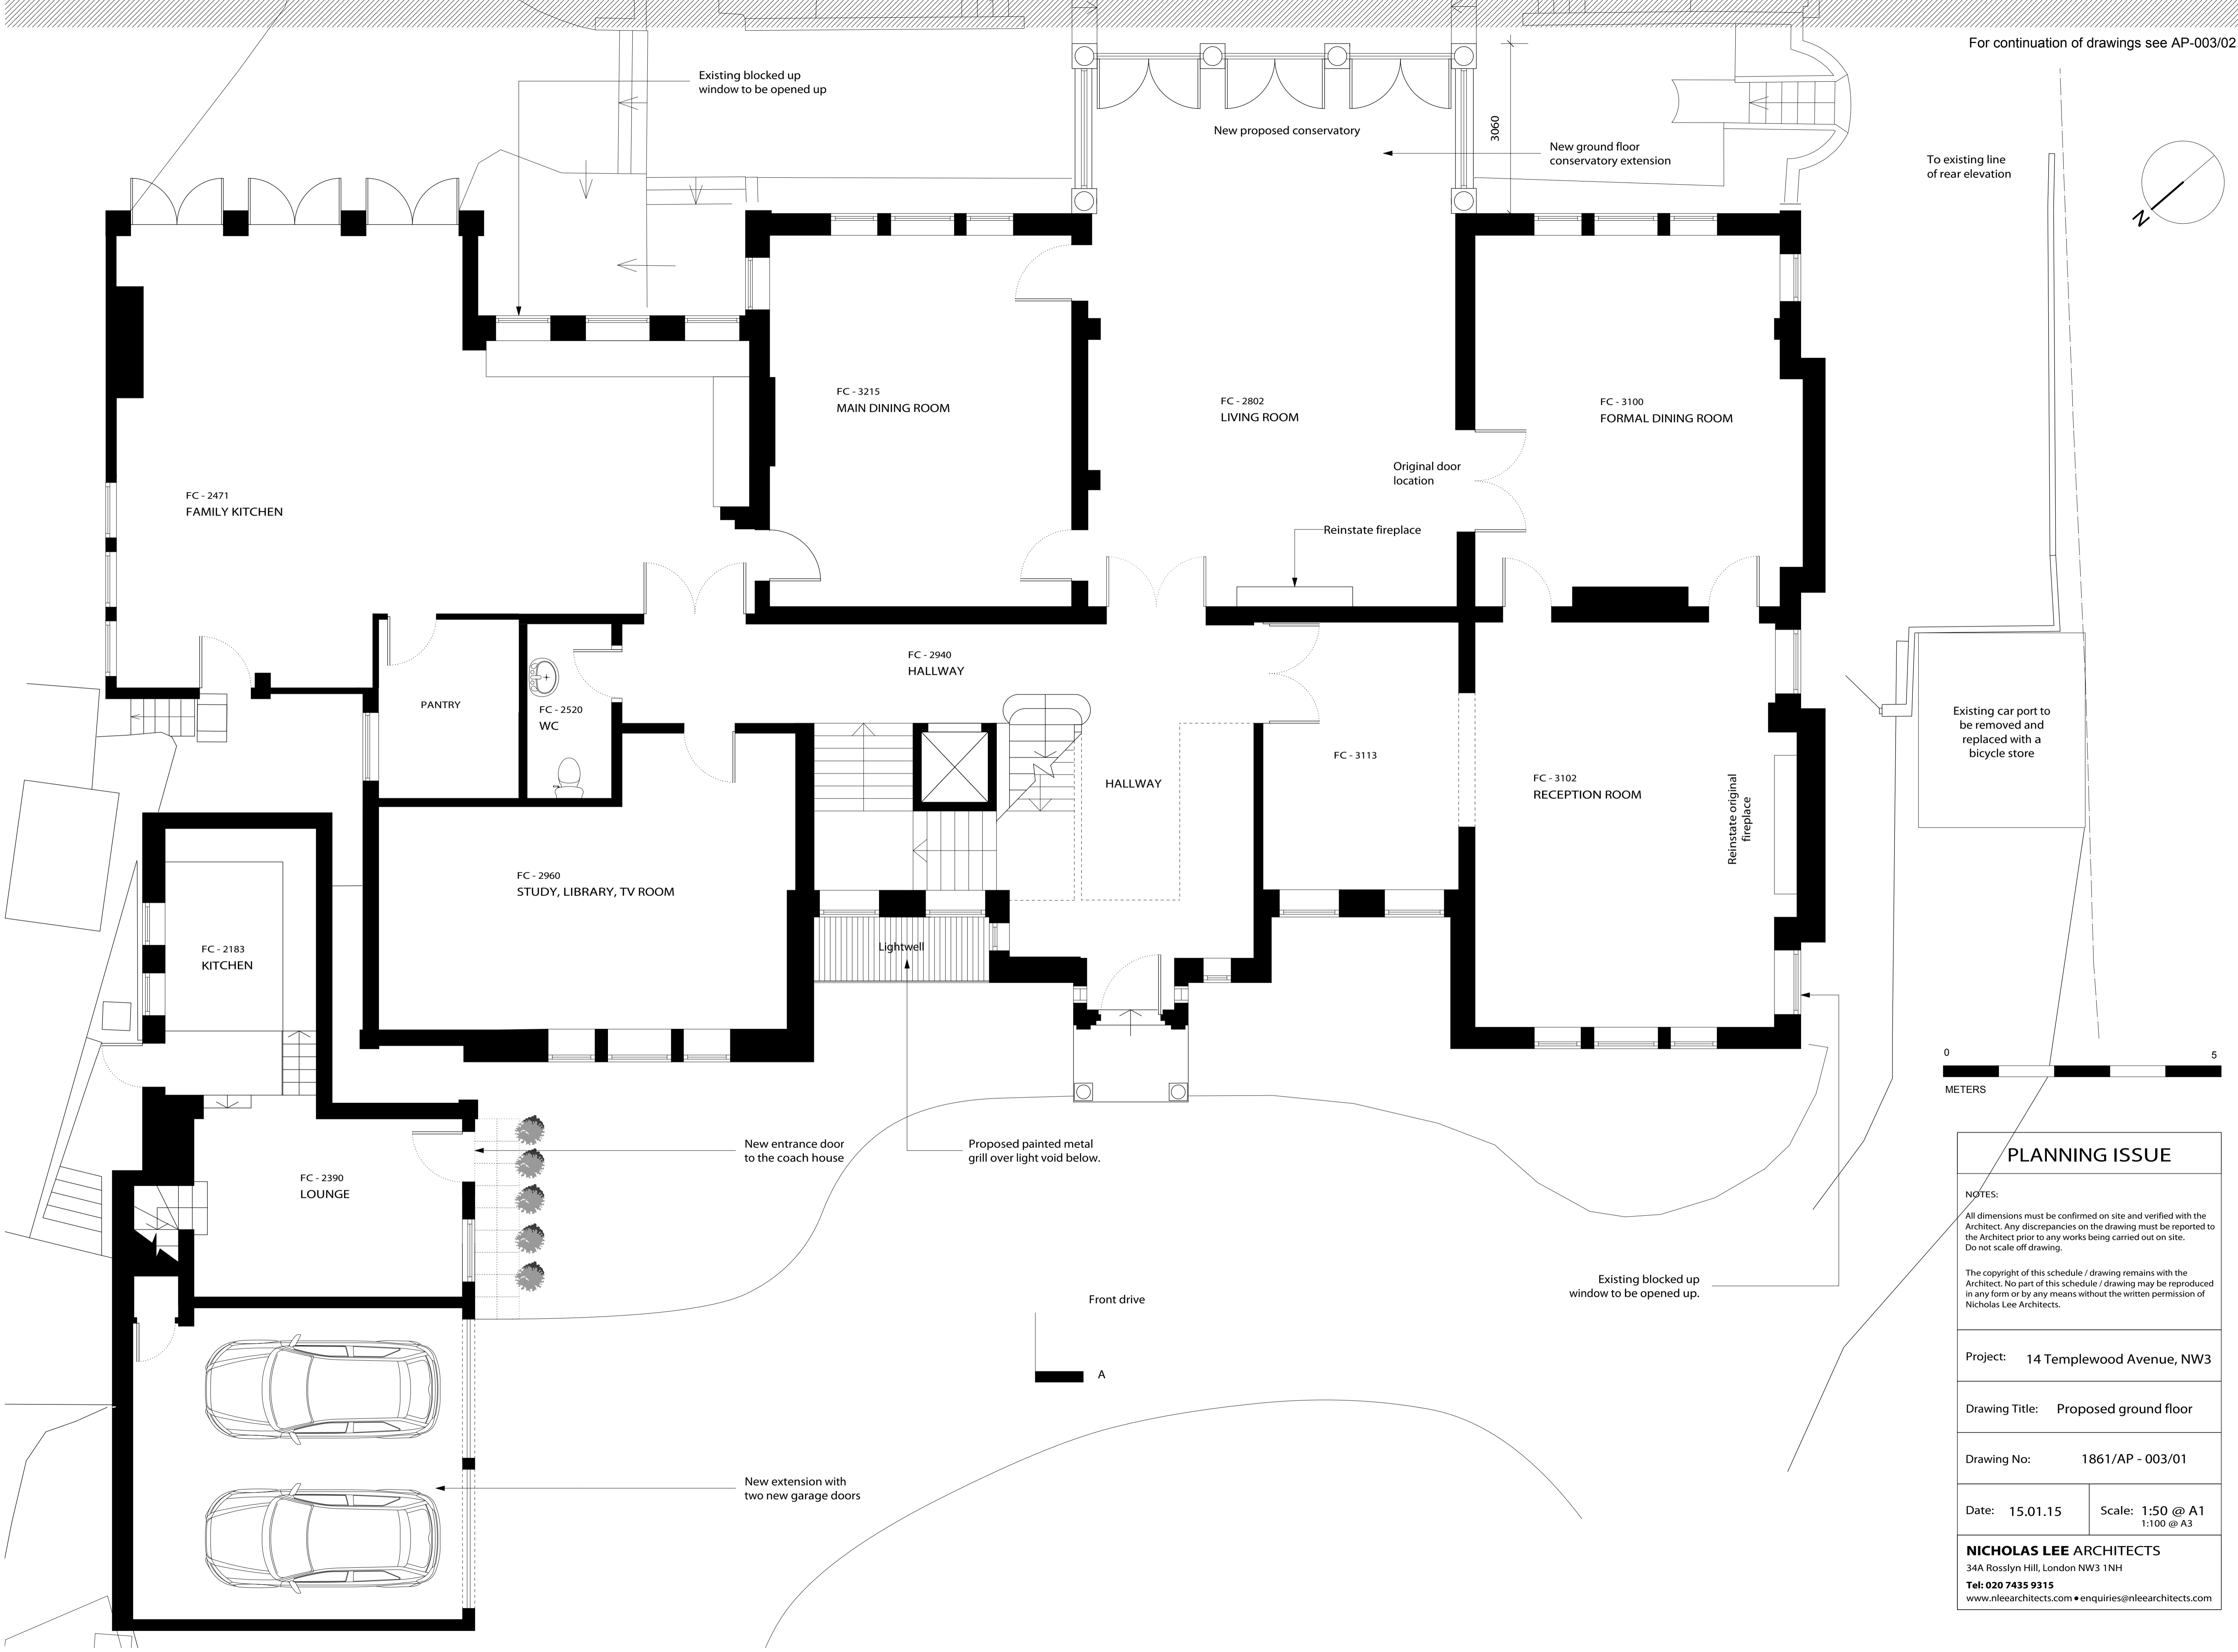 For continuation of drawings see AP-003/02
Existing blocked up
window to be opened up
New proposed conservatory
3060
New ground floor
conservatory extension
To existing line
of rear elevation
N
FC - 3215
MAIN DINING ROOM
FC - 2802
LIVING ROOM
FC - 3100
FORMAL DINING ROOM
Original door
location
FC - 2471
FAMILY KITCHEN
Reinstate fireplace
FC - 2940
HALLWAY
PANTRY
FC - 2520
WC
FC - 3113
HALLWAY
FC - 3102
RECEPTION ROOM
Reinstate original
fireplace
Existing car port to
be removed and
replaced with a
bicycle store
FC - 2960
STUDY, LIBRARY, TV ROOM
FC - 2183
KITCHEN
Lightwell
0
5
METERS
New entrance door
to the coach house
Proposed painted metal
grill over light void below.
FC - 2390
LOUNGE
Front drive
Existing blocked up
window to be opened up.
A
New extension with
two new garage doors
PLANNING ISSUE
NOTES:
All dimensions must be confirmed on site and verified with the
Architect. Any discrepancies on the drawing must be reported to
the Architect prior to any works being carried out on site.
Do not scale off drawing.
The copyright of this schedule / drawing remains with the
Architect. No part of this schedule / drawing may be reproduced
in any form or by any means without the written permission of
Nicholas Lee Architects.
Project: 14 Templewood Avenue, NW3
Drawing Title: Proposed ground floor
Drawing No: 1861/AP - 003/01
Date: 15.01.15
Scale: 1:50 @ A1
1:100 @ A3
NICHOLAS LEE ARCHITECTS
34A Rosslyn Hill, London NW3 1NH
Tel: 020 7435 9315
www.nleearchitects.com • enquiries@nleearchitects.com